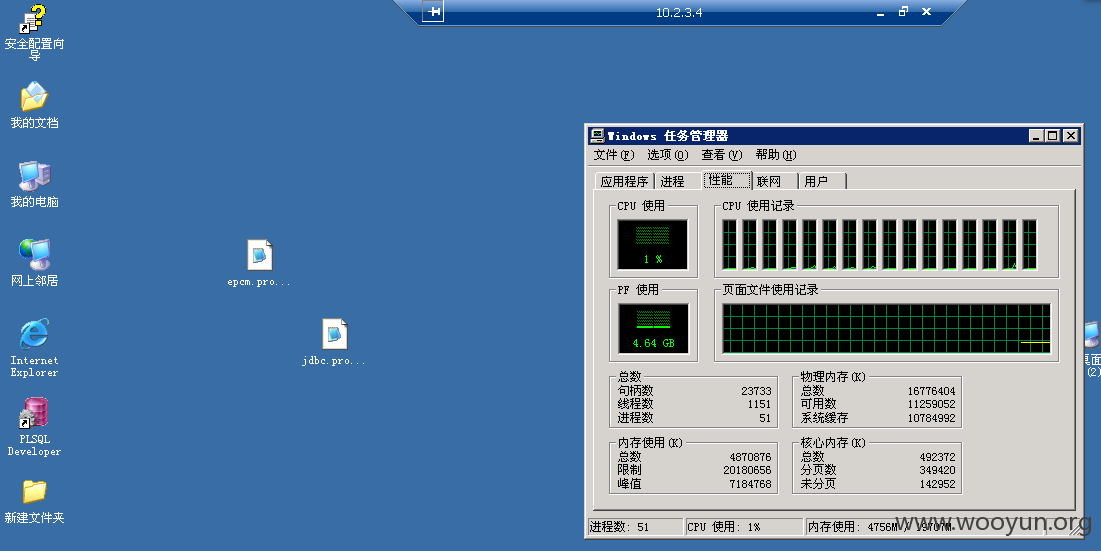 10.2.3.4
安全配置向
导
我的文档
我的电脑
网上邻居
Internet
Explorer
PLSQL
Developer
新建文件夹
epcm.pro...
jdbc.pro...
Windows 任务管理器
文件(F) 选项(O) 查看(V) 帮助(H)
应用程序 进程 性能 联网 用户
CPU 使用
1 %
CPU 使用记录
PF 使用
4.64 GB
页面文件使用记录
总数
句柄数 23733
线程数 1151
进程数 51
物理内存(K)
总数 16776404
可用数 11259052
系统缓存 10784992
内存使用(K)
总数 4870876
限制 20180656
峰值 7184768
核心内存(K)
总数 492372
分页数 349420
未分页 142952
进程数: 51 CPU 使用: 1% 内存使用: 4756M / 19707M
桌面
(2)
www.wooyun.org